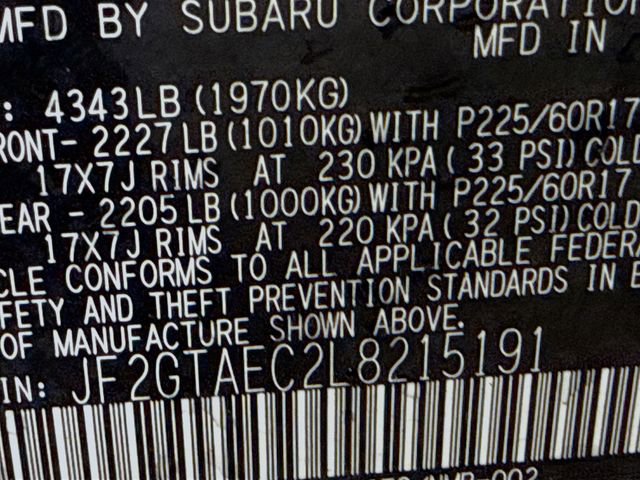 MFD BY SUBARU CORPORATION
MFD IN
: 4343LB (1970KG)
RONT- 2227 LB (1010KG) WITH P225/60R17
17X7J RIMS AT 230 KPA ( 33 PSI) COLD
EAR - 2205 LB (1000KG) WITH P225/60R17
17X7J RIMS AT 220 KPA ( 32 PSI) COLD
CLE CONFORMS TO ALL APPLICABLE FEDERA
FETY AND THEFT PREVENTION STANDARDS IN E
OF MANUFACTURE SHOWN ABOVE.
IN: JF2GTAEC2L8215191